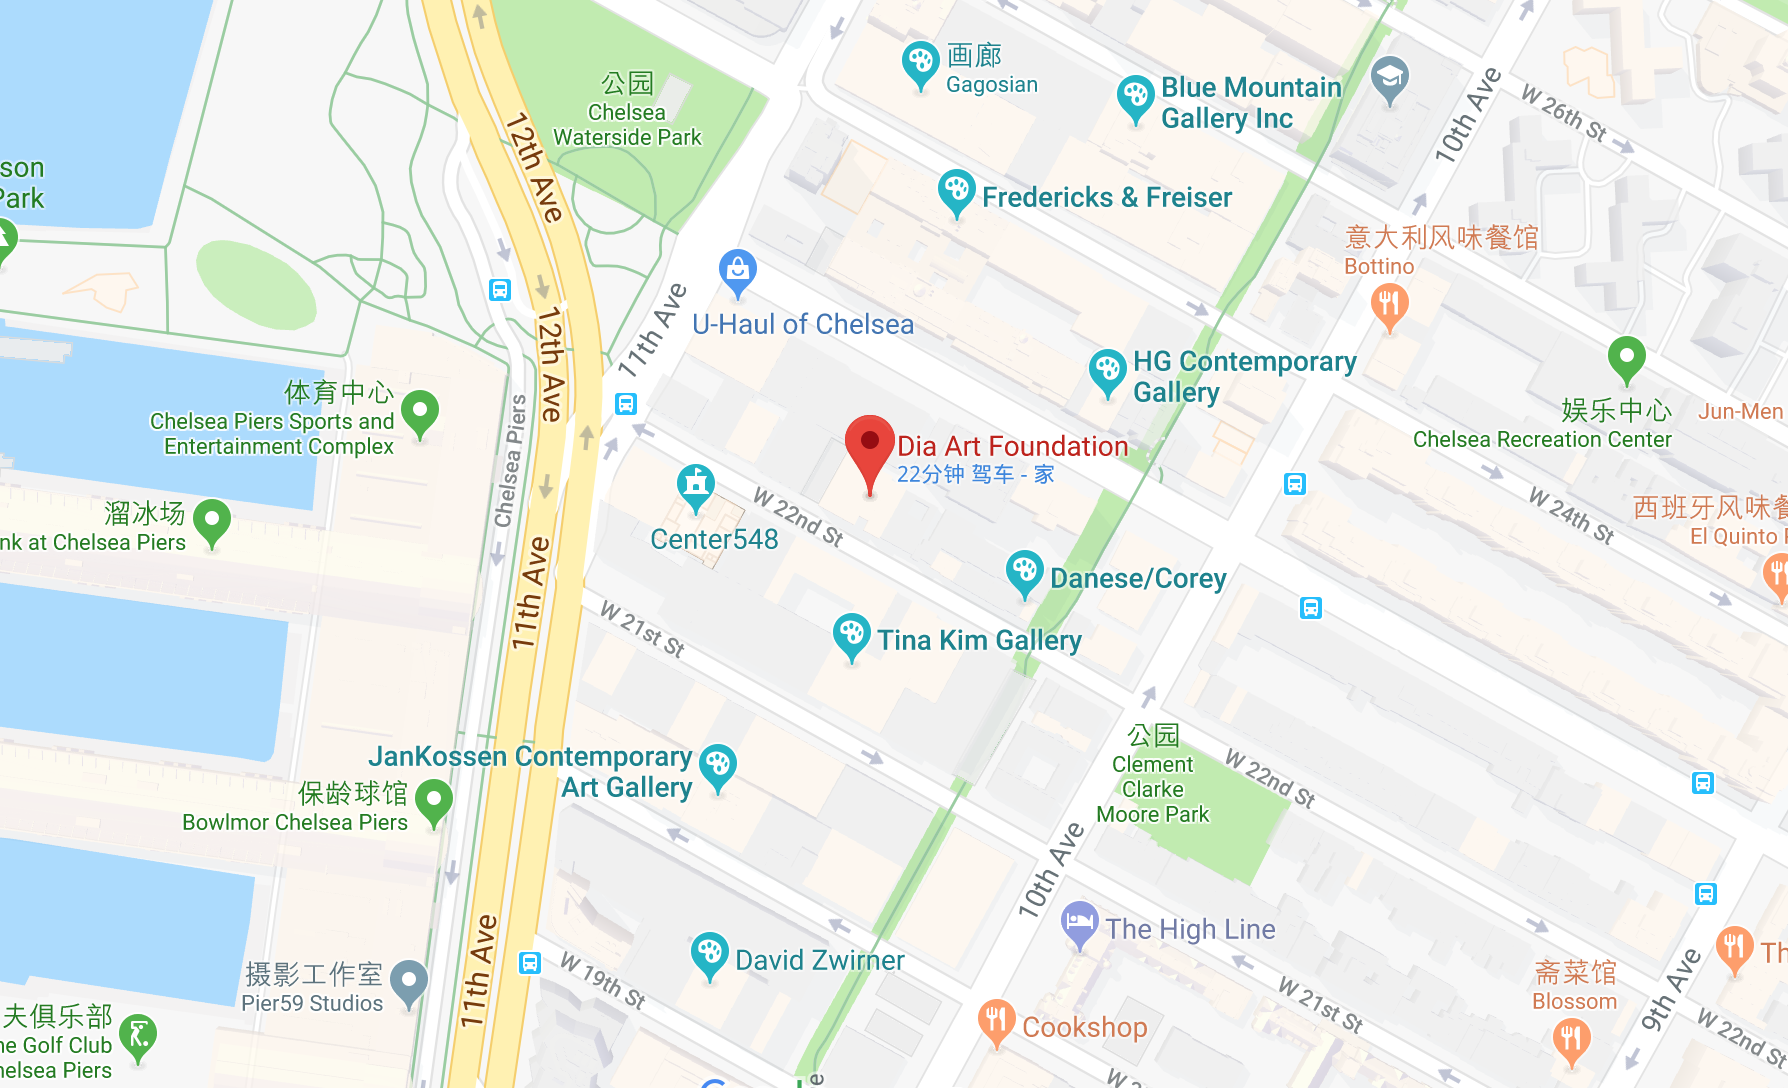 画廊
Gagosian
Blue Mountain
Gallery Inc
公园
Chelsea
Waterside Park
10th Ave
W 26th St
12th Ave
son
Park
Fredericks & Freiser
意大利风味餐馆
Bottino
U-Haul of Chelsea
11th Ave
12th Ave
HG Contemporary
Gallery
体育中心
Chelsea Piers Sports and
Entertainment Complex
Chelsea Piers
娱乐中心
Chelsea Recreation Center
Jun-Men
Dia Art Foundation
22分钟 驾车 - 家
溜冰场
nk at Chelsea Piers
Center548
W 22nd St
W 24th St
西班牙风味餐
El Quinto
11th Ave
Danese/Corey
W 21st St
Tina Kim Gallery
JanKossen Contemporary
Art Gallery
公园
Clement
Clarke
Moore Park
W 22nd St
保龄球馆
Bowlmor Chelsea Piers
10th Ave
The High Line
11th Ave
David Zwirner
W 19th St
摄影工作室
Pier59 Studios
斋菜馆
Blossom
Th
9th Ave
W 21st St
W 22nd St
Cookshop
夫俱乐部
he Golf Club
helsea Piers
W 2